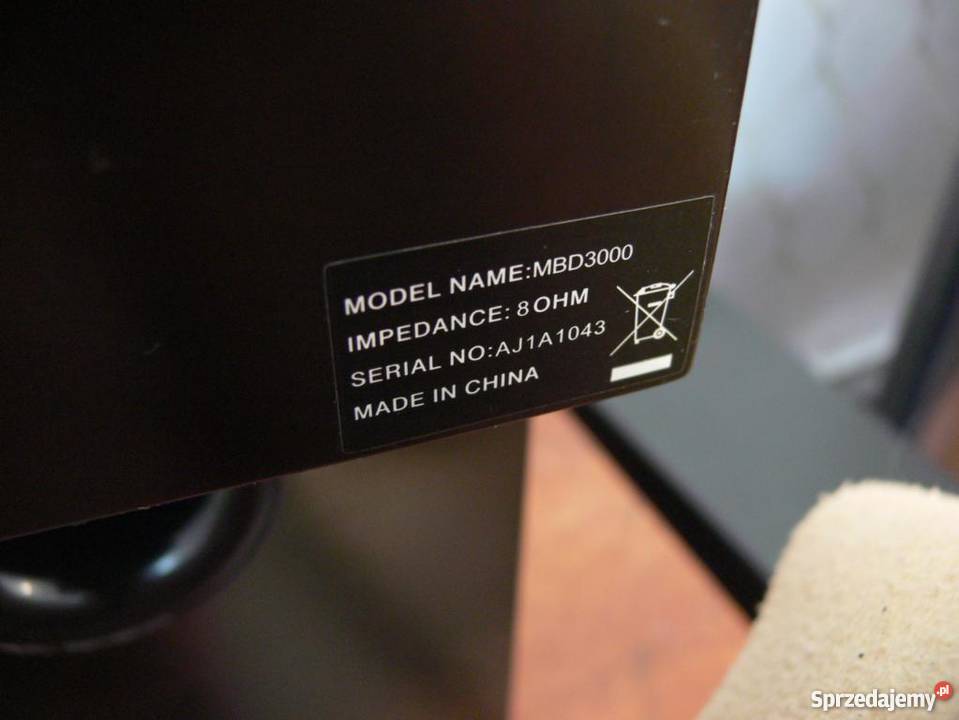 MODEL NAME:MBD3000
IMPEDANCE: 8 OHM
SERIAL NO:AJ1A1043
MADE IN CHINA
Sprzedajemy.pl